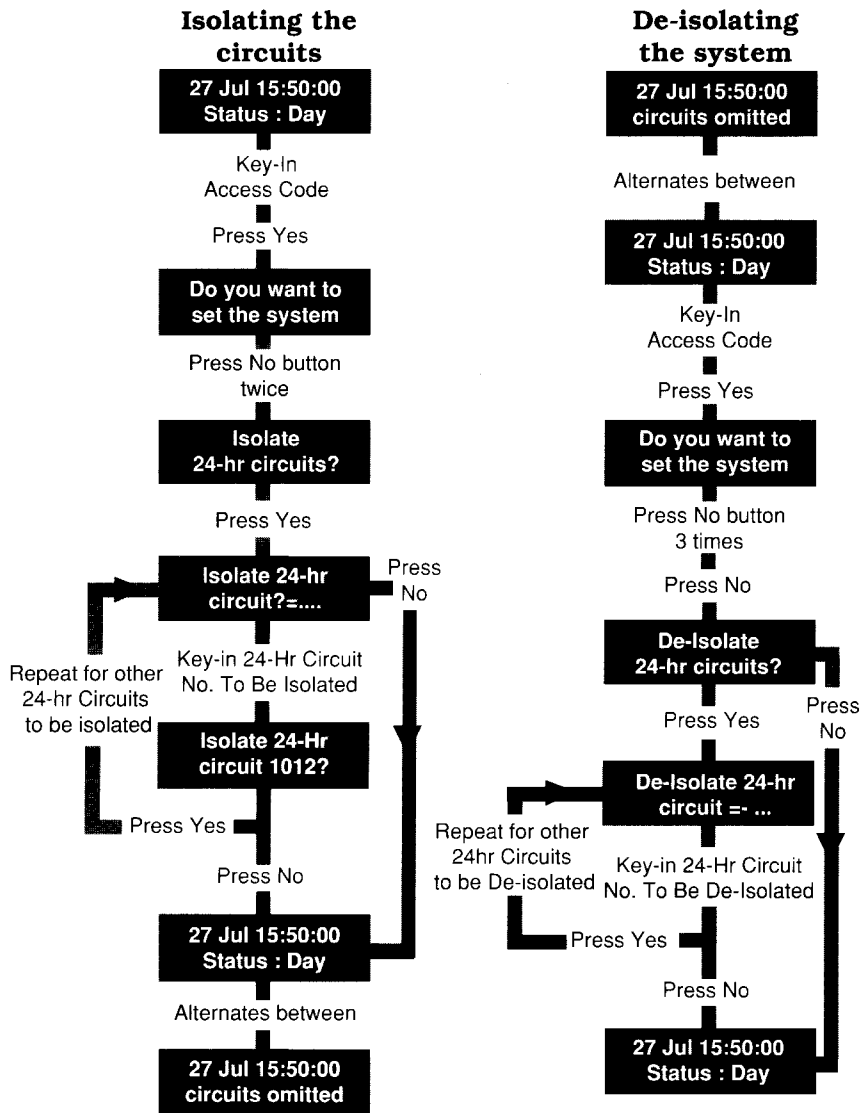 Isolating the
circuits
27 Jul 15:50:00
Status : Day
Key-In
Access Code
Press Yes
Do you want to
set the system
Press No button
twice
Isolate
24-hr circuits?
Press Yes
Isolate 24-hr
circuit?=....
Press
No
Key-in 24-Hr Circuit
No. To Be Isolated
Repeat for other
24-hr Circuits
to be isolated
Isolate 24-Hr
circuit 1012?
Press Yes
Press No
27 Jul 15:50:00
Status : Day
Alternates between
27 Jul 15:50:00
circuits omitted
De-isolating
the system
27 Jul 15:50:00
circuits omitted
Alternates between
27 Jul 15:50:00
Status : Day
Key-In
Access Code
Press Yes
Do you want to
set the system
Press No button
3 times
Press No
De-Isolate
24-hr circuits?
Press
No
Press Yes
De-Isolate 24-hr
circuit =- ...
Repeat for other
24hr Circuits
to be De-isolated
Key-in 24-Hr Circuit
No. To Be De-Isolated
Press Yes
Press No
27 Jul 15:50:00
Status : Day